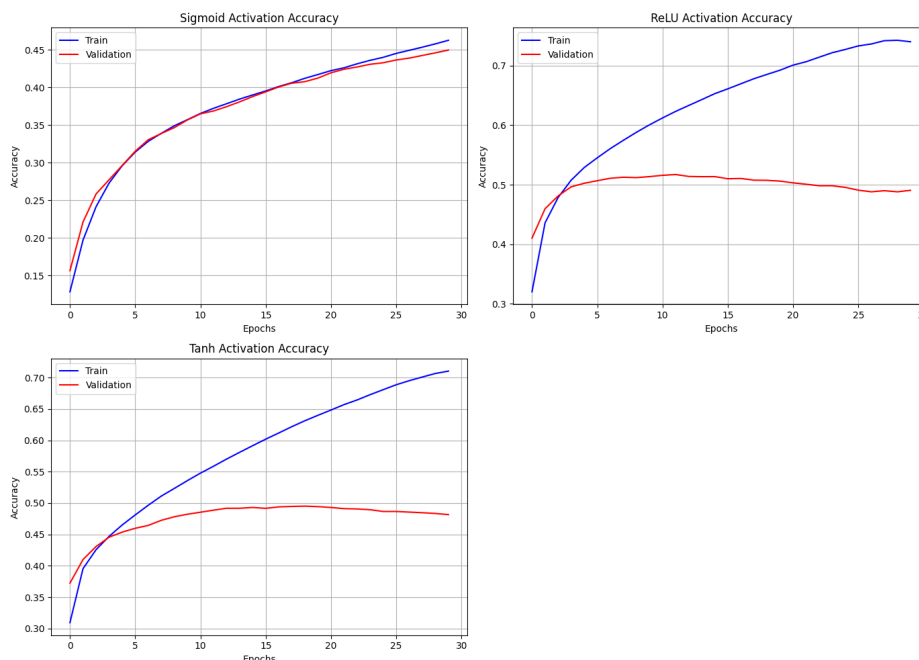 Sigmoid Activation Accuracy
Train
Validation
0.45
0.40
0.35
0.30
0.25
0.20
0.15
Accuracy
0 5 10 15 20 25 30
Epochs
ReLU Activation Accuracy
Train
Validation
0.7
0.6
0.5
0.4
0.3
Accuracy
0 5 10 15 20 25
Epochs
Tanh Activation Accuracy
Train
Validation
0.70
0.65
0.60
0.55
0.50
0.45
0.40
0.35
0.30
Accuracy
0 5 10 15 20 25 30
Epochs